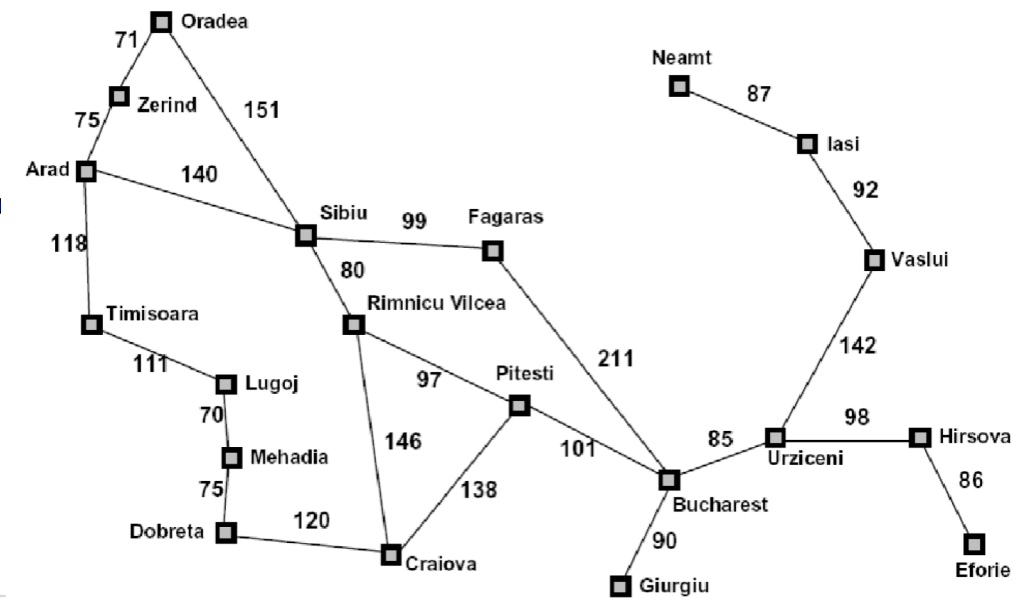 Oradea
71
Neamt
87
Zerind
151
75
Iasi
Arad
140
92
Sibiu
99
Fagaras
118
80
Vaslui
Rimnicu Vilcea
Timisoara
142
211
111
97
Pitesti
Lugoj
70
98
Hirsova
146
101
85
Urziceni
Mehadia
86
75
138
Bucharest
120
Dobreta
90
Craiova
Eforie
Giurgiu